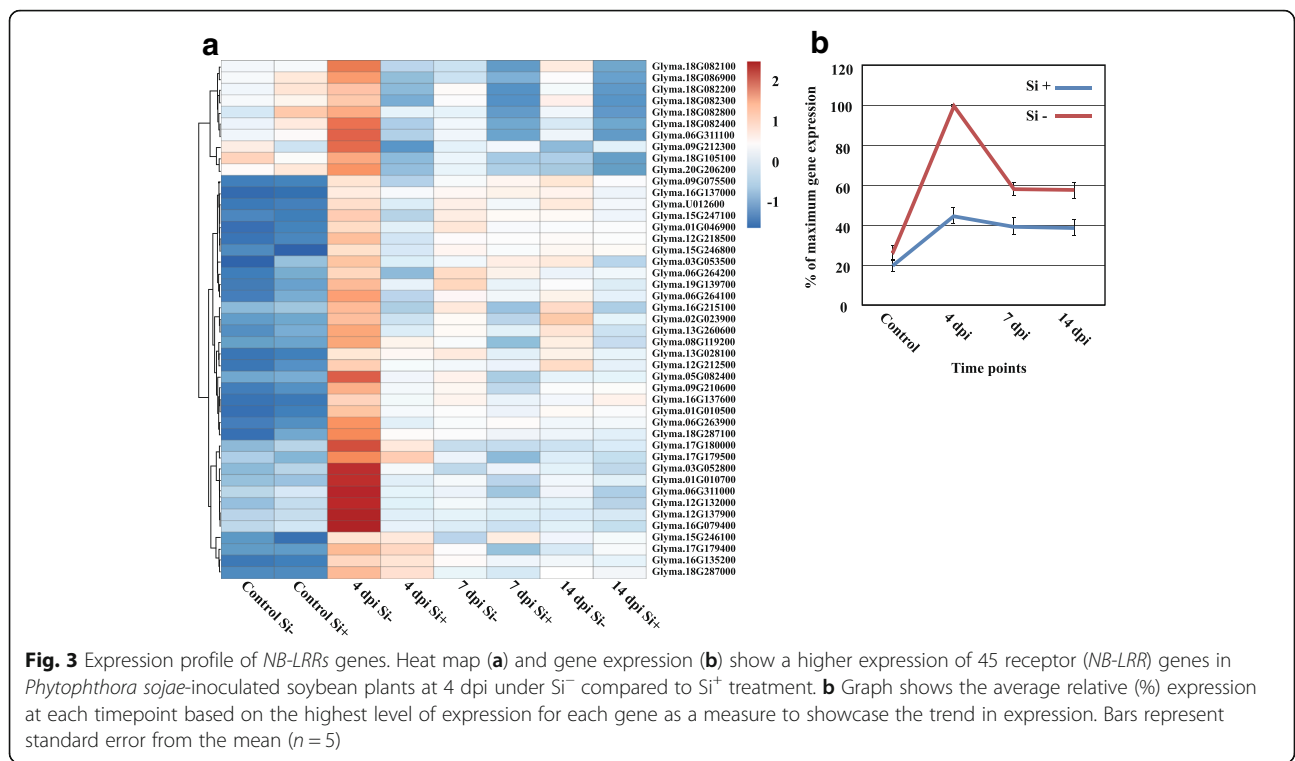 a
Glyma.18G082100
Glyma.18G086900
Glyma.18G082200
Glyma.18G082300
Glyma.18G082800
Glyma.18G082400
Glyma.06G311100
Glyma.09G212300
Glyma.18G105100
Glyma.20G206200
Glyma.09G075500
Glyma.16G137000
Glyma.U012600
Glyma.15G247100
Glyma.01G046900
Glyma.12G218500
Glyma.15G246800
Glyma.03G053500
Glyma.06G264200
Glyma.19G139700
Glyma.06G264100
Glyma.16G215100
Glyma.02G023900
Glyma.13G260600
Glyma.08G119200
Glyma.13G028100
Glyma.12G212500
Glyma.05G082400
Glyma.09G210600
Glyma.16G137600
Glyma.01G010500
Glyma.06G263900
Glyma.18G287100
Glyma.17G180000
Glyma.17G179500
Glyma.03G052800
Glyma.01G010700
Glyma.06G311000
Glyma.12G132000
Glyma.12G137900
Glyma.16G079400
Glyma.15G246100
Glyma.17G179400
Glyma.16G135200
Glyma.18G287000
2
1
0
-1
Control Si-
Control Si+
4 dpi Si-
4 dpi Si+
7 dpi Si-
7 dpi Si+
14 dpi Si-
14 dpi Si+
b
% of maximum gene expression
120
100
80
60
40
20
0
Si +
Si -
Control
4 dpi
7 dpi
14 dpi
Time points
Fig. 3 Expression profile of NB-LRRs genes. Heat map (a) and gene expression (b) show a higher expression of 45 receptor (NB-LRR) genes in
Phytophthora sojae-inoculated soybean plants at 4 dpi under Si⁻ compared to Si⁺ treatment. b Graph shows the average relative (%) expression
at each timepoint based on the highest level of expression for each gene as a measure to showcase the trend in expression. Bars represent
standard error from the mean (n = 5)